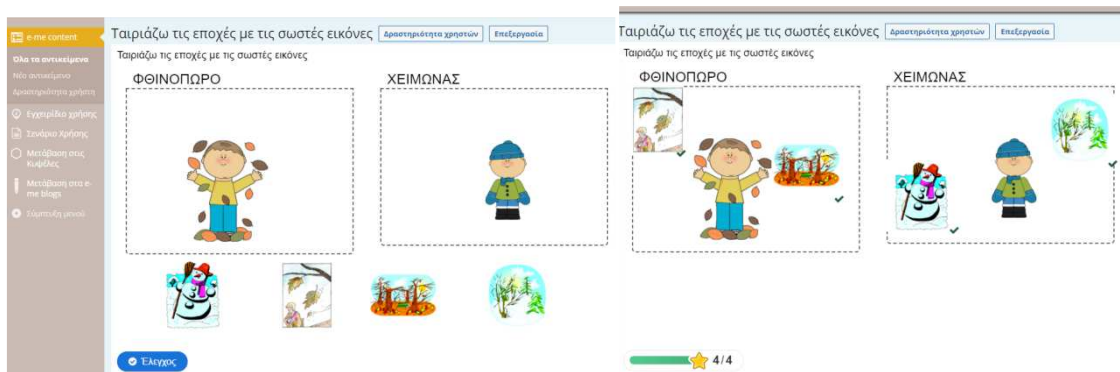 e-me content
Όλα τα αντικείμενο
Νέο αντικείμενο
Δραστηριότητα χρήστη
Εγχειρίδιο χρήσης
Σενάριο Χρήσης
Μετάβαση στις
Κυψέλες
Μετάβαση στα e-
me blogs
Σύμπτυξη μενού
Ταιριάζω τις εποχές με τις σωστές εικόνες Δραστηριότητα χρηστών Επεξεργασία
Ταιριάζω τις εποχές με τις σωστές εικόνες
ΦΘΙΝΟΠΩΡΟ ΧΕΙΜΩΝΑΣ
Έλεγχος
Ταιριάζω τις εποχές με τις σωστές εικόνες Δραστηριότητα χρηστών Επεξεργασία
Ταιριάζω τις εποχές με τις σωστές εικόνες
ΦΘΙΝΟΠΩΡΟ ΧΕΙΜΩΝΑΣ
4/4